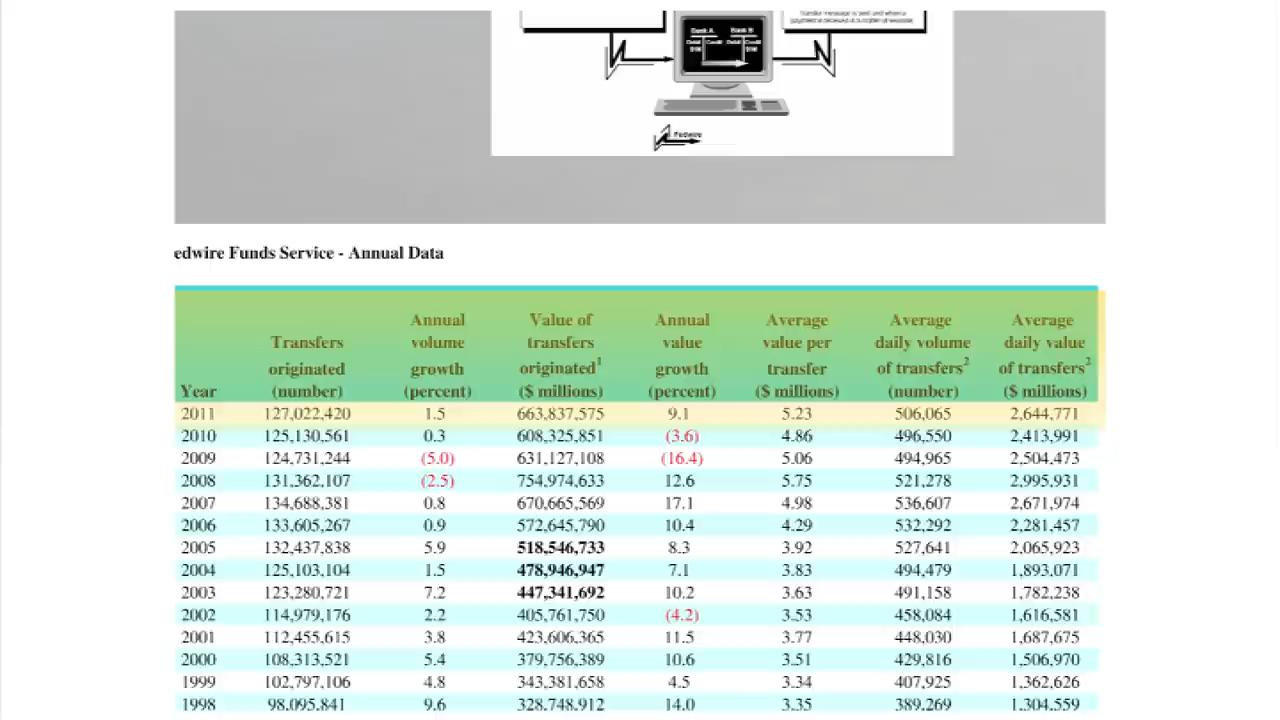 transfer message is sent and when a
Bank A Bank B
Debit Credit Debit Credit
$1M $1M
Fedwire
edwire Funds Service - Annual Data
Annual Value of Annual Average Average Average
Transfers volume transfers value value per daily volume daily value
originated growth originated1 growth transfer of transfers2 of transfers2
Year (number) (percent) ($ millions) (percent) ($ millions) (number) ($ millions)
2011 127,022,420 1.5 663,837,575 9.1 5.23 506,065 2,644,771
2010 125,130,561 0.3 608,325,851 (3.6) 4.86 496,550 2,413,991
2009 124,731,244 (5.0) 631,127,108 (16.4) 5.06 494,965 2,504,473
2008 131,362,107 (2.5) 754,974,633 12.6 5.75 521,278 2,995,931
2007 134,688,381 0.8 670,665,569 17.1 4.98 536,607 2,671,974
2006 133,605,267 0.9 572,645,790 10.4 4.29 532,292 2,281,457
2005 132,437,838 5.9 518,546,733 8.3 3.92 527,641 2,065,923
2004 125,103,104 1.5 478,946,947 7.1 3.83 494,479 1,893,071
2003 123,280,721 7.2 447,341,692 10.2 3.63 491,158 1,782,238
2002 114,979,176 2.2 405,761,750 (4.2) 3.53 458,084 1,616,581
2001 112,455,615 3.8 423,606,365 11.5 3.77 448,030 1,687,675
2000 108,313,521 5.4 379,756,389 10.6 3.51 429,816 1,506,970
1999 102,797,106 4.8 343,381,658 4.5 3.34 407,925 1,362,626
1998 98,095,841 9.6 328,748,912 14.0 3.35 389,269 1,304,559